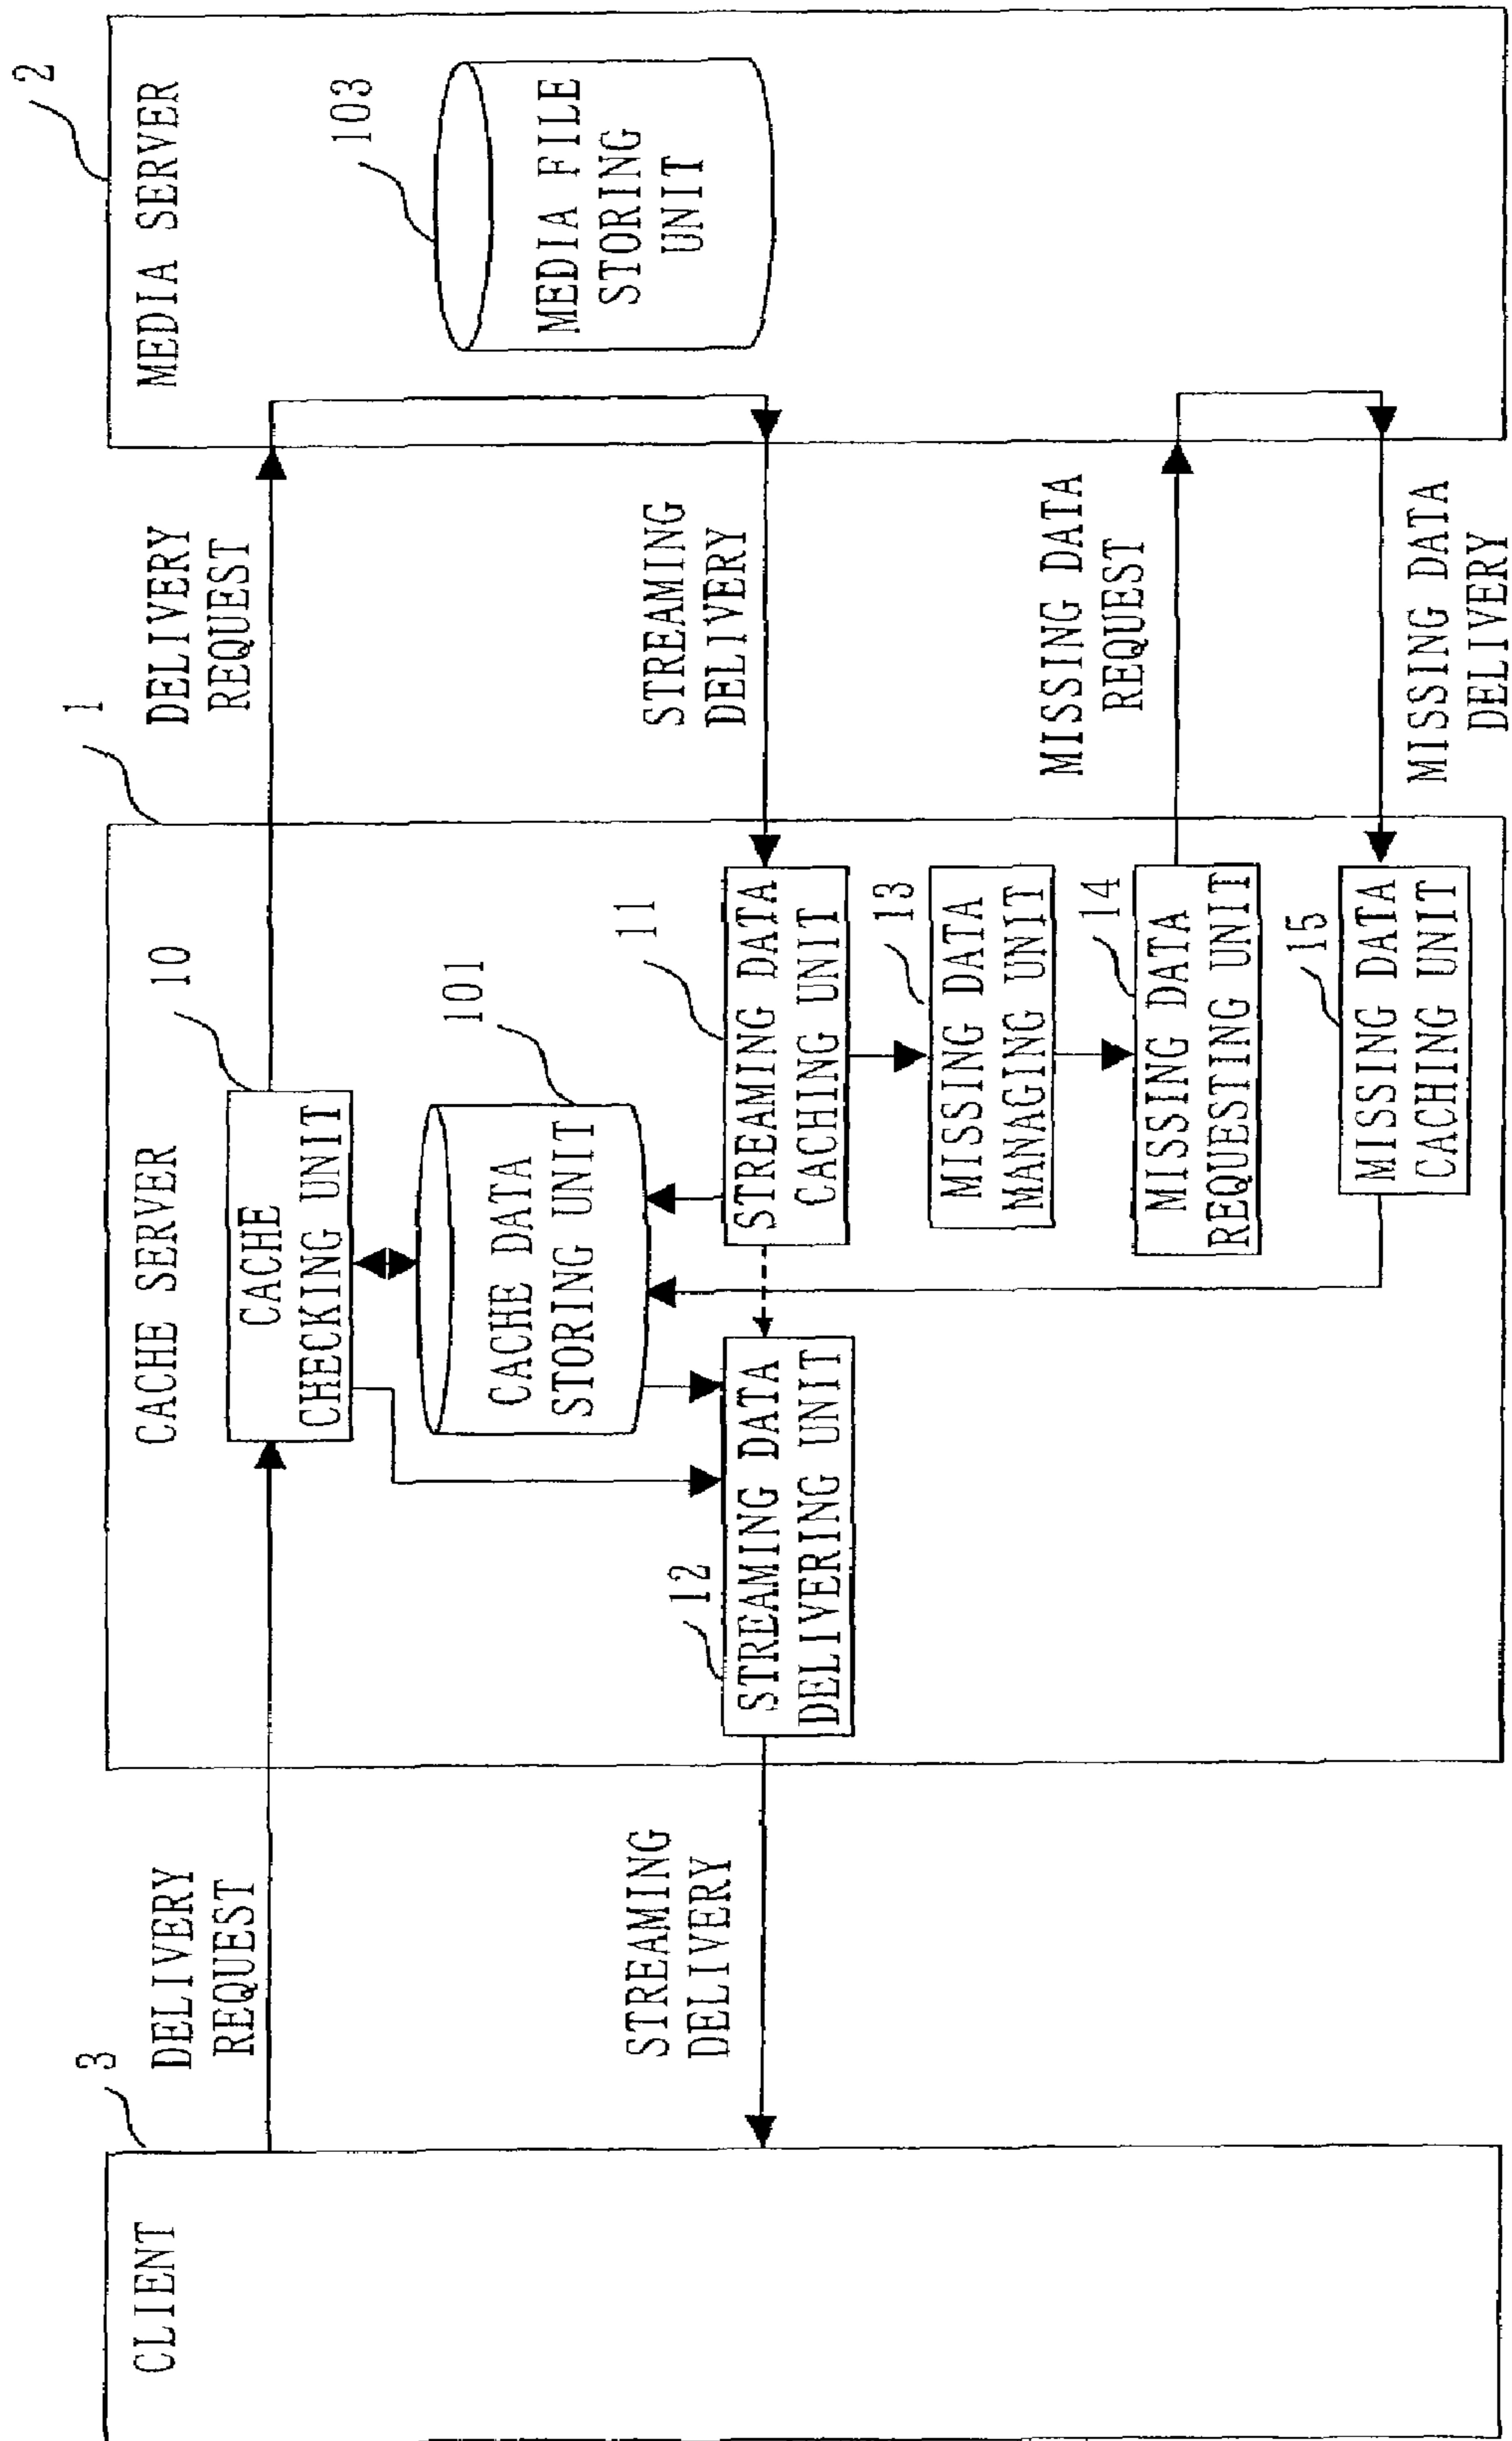 CLIENT
3
DELIVERY
REQUEST
STREAMING
DELIVERY
CACHE SERVER
1
CACHE
CHECKING UNIT
10
CACHE DATA
STORING UNIT
101
STREAMING DATA
DELIVERING UNIT
12
STREAMING DATA
CACHING UNIT
11
MISSING DATA
MANAGING UNIT
13
MISSING DATA
REQUESTING UNIT
14
MISSING DATA
CACHING UNIT
15
DELIVERY
REQUEST
STREAMING
DELIVERY
MISSING DATA
REQUEST
MISSING DATA
DELIVERY
MEDIA SERVER
2
MEDIA FILE
STORING
UNIT
103